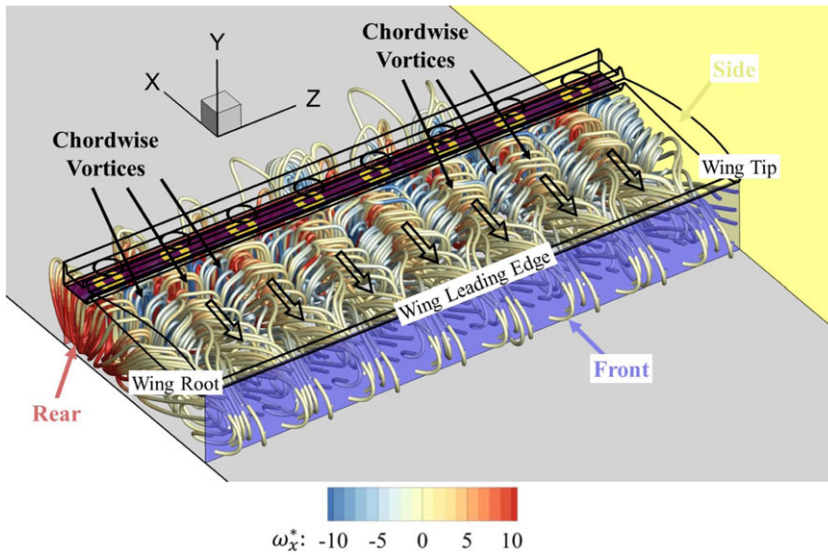 Chordwise
Vortices
Y
X
Z
Side
Chordwise
Vortices
Wing Tip
Wing Leading Edge
Wing Root
Front
Rear
ω*x: -10 -5 0 5 10